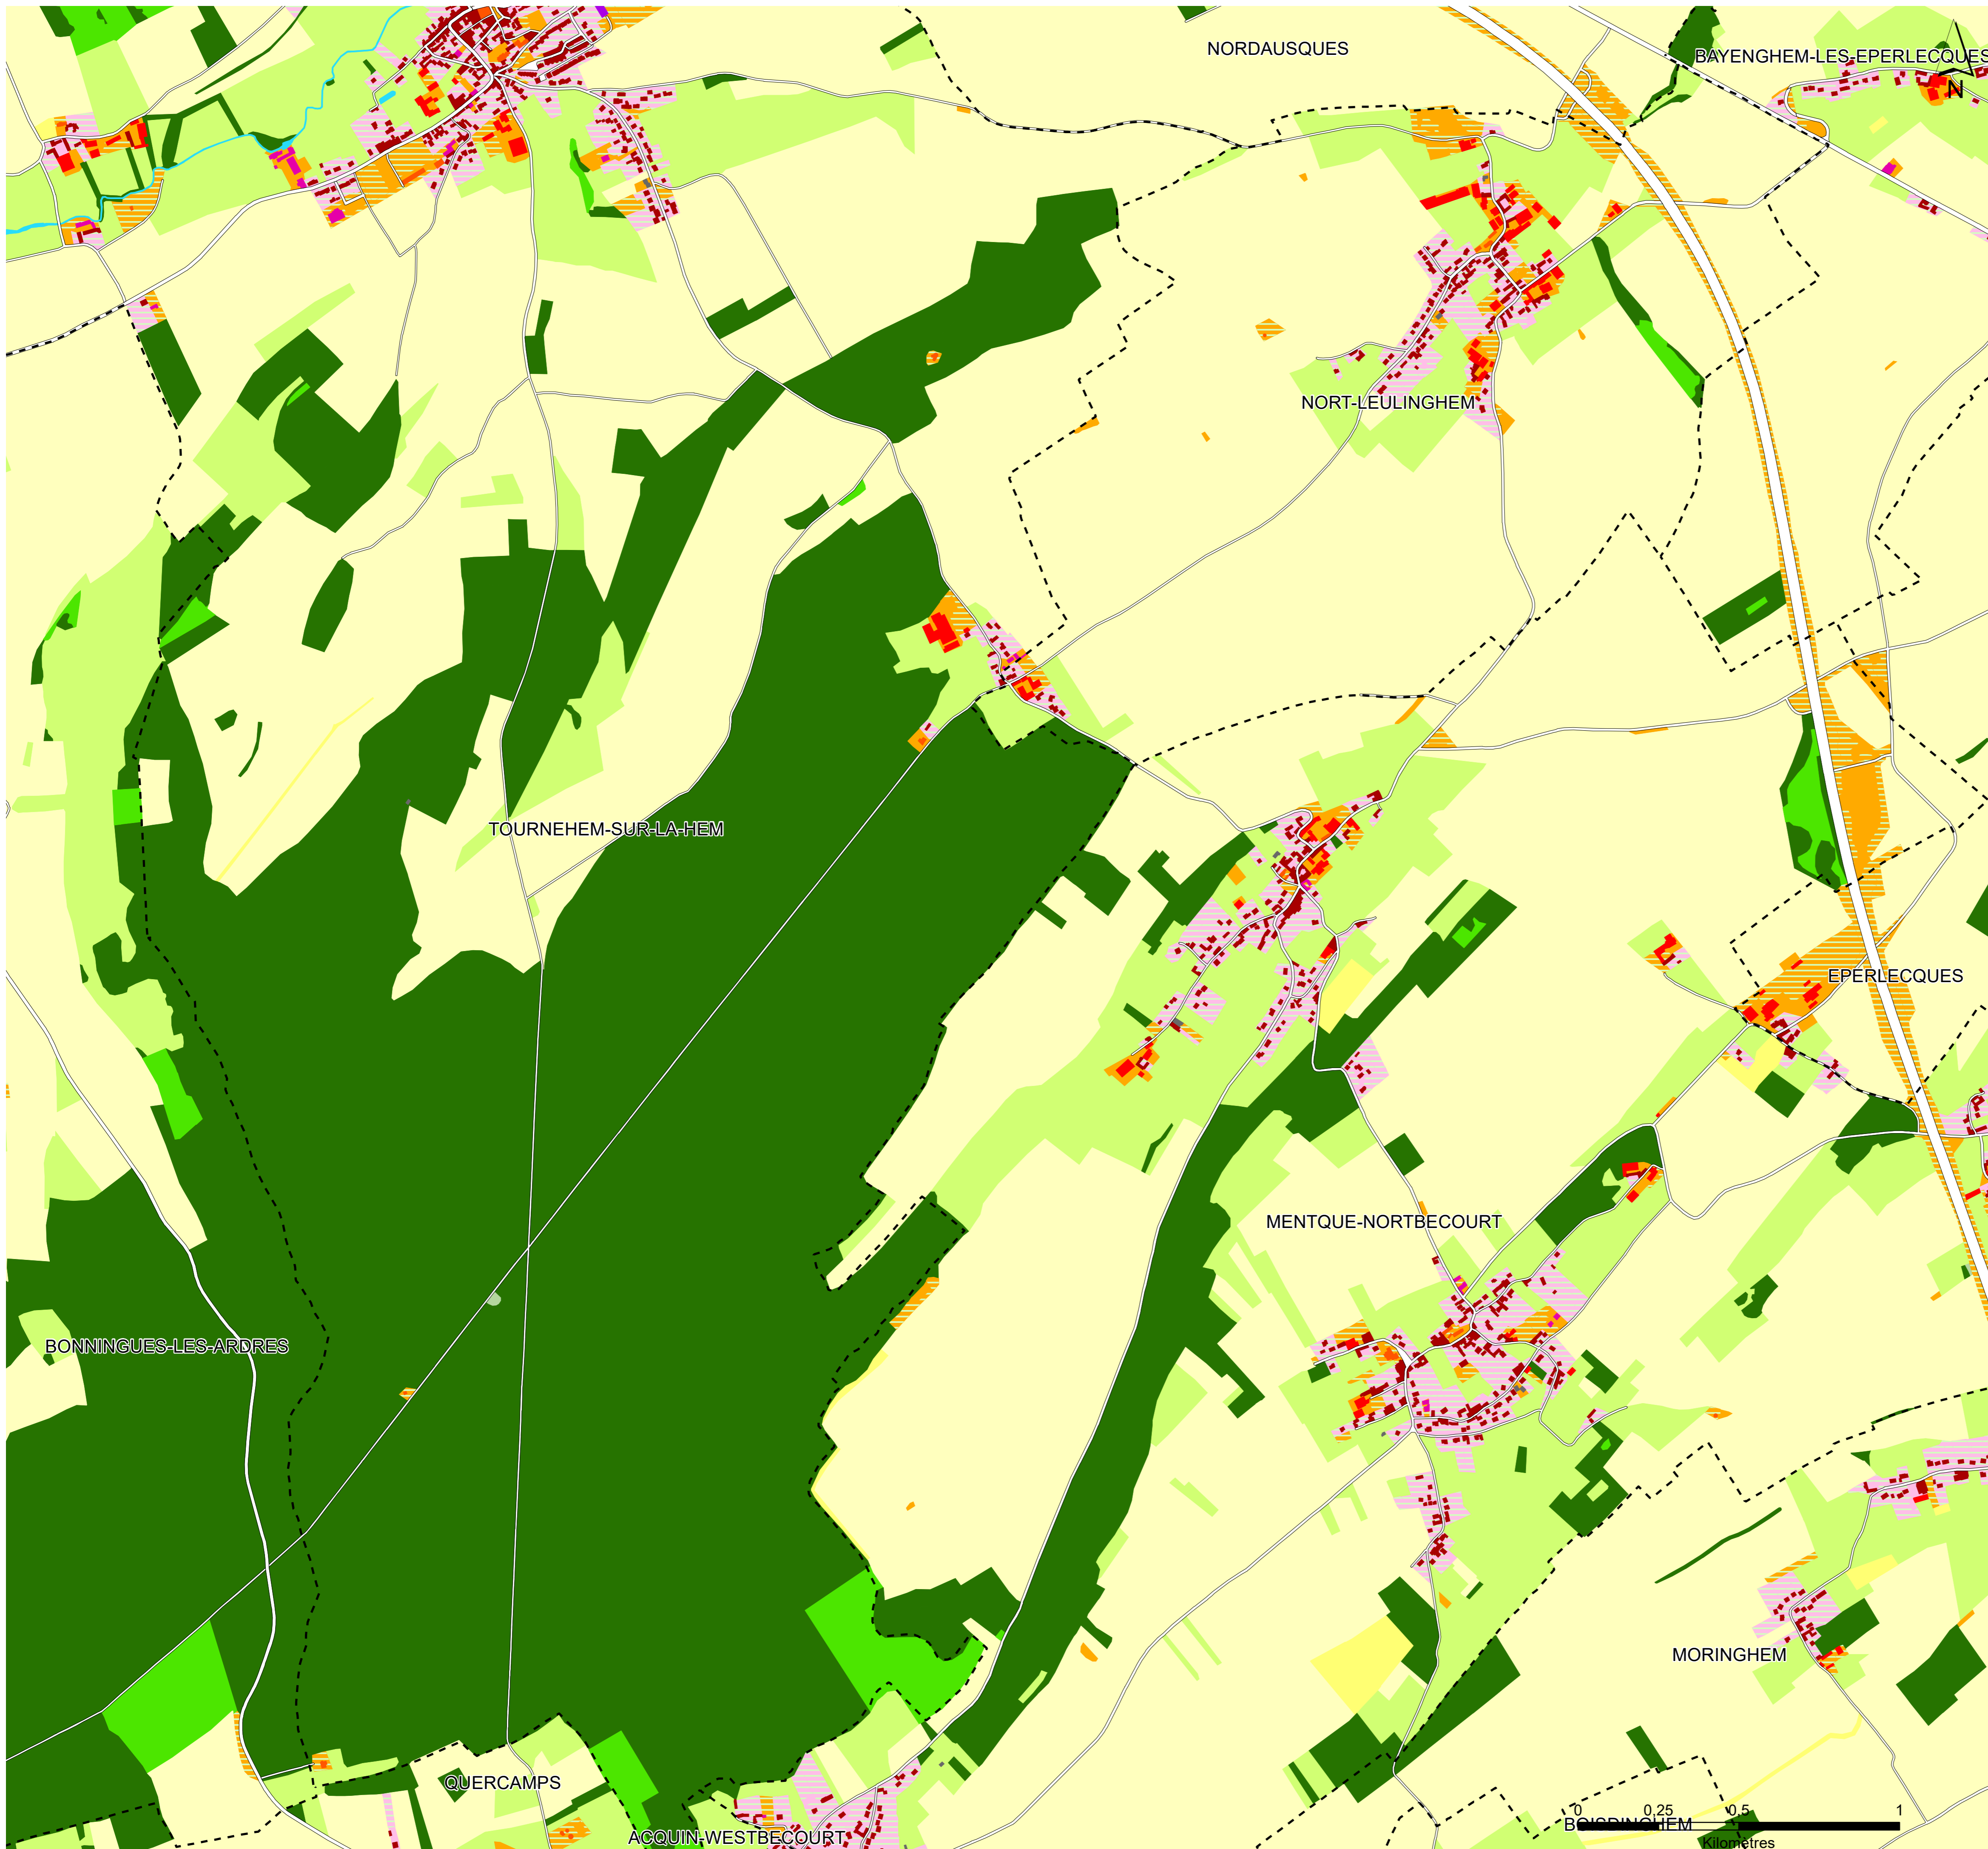 NORDAUSQUES
BAYENGHEM-LES-EPERLECQUES
N
NORT-LEULINGHEM
TOURNEHEM-SUR-LA-HEM
EPERLECQUES
MENTQUE-NORTBECOURT
BONNINGUES-LES-ARDRES
MORINGHEM
QUERCAMPS
0 0,25 0,5 1
BOISDINGHEM
ACQUIN-WESTBECOURT
Kilomètres